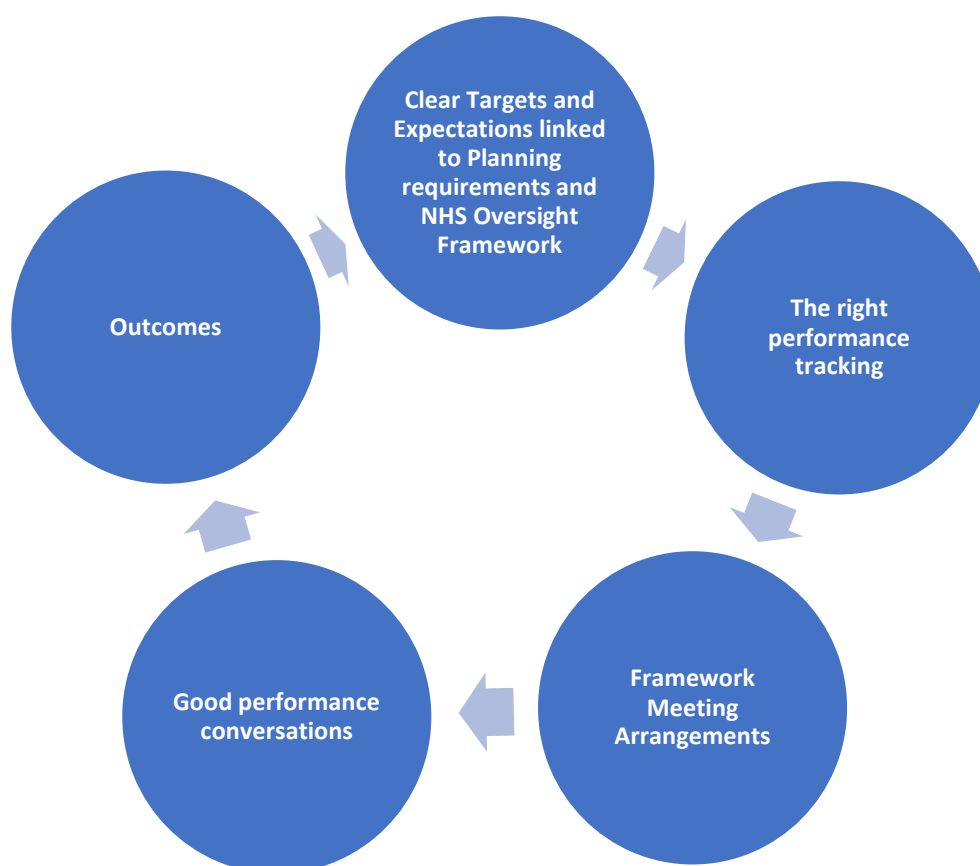 Clear Targets and
Expectations linked
to Planning
requirements and
NHS Oversight
Framework
The right
performance
tracking
Framework
Meeting
Arrangements
Good performance
conversations
Outcomes